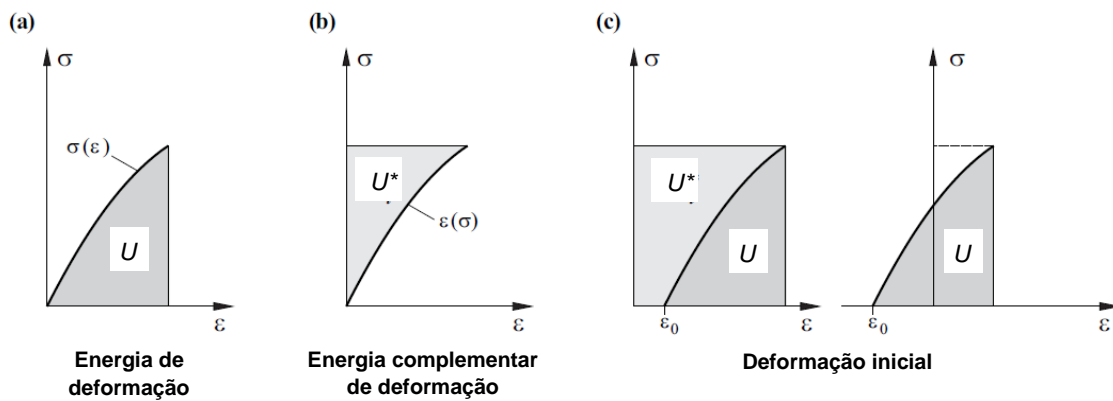 (a)
σ
σ(ε)
U
ε
Energia de
deformação
(b)
σ
U*
ε(σ)
ε
Energia complementar
de deformação
(c)
σ
U*
U
ε₀
ε
σ
U
ε₀
ε
Deformação inicial